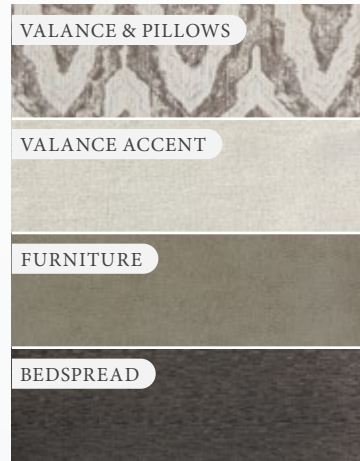 VALANCE & PILLOWS
VALANCE ACCENT
FURNITURE
BEDSPREAD